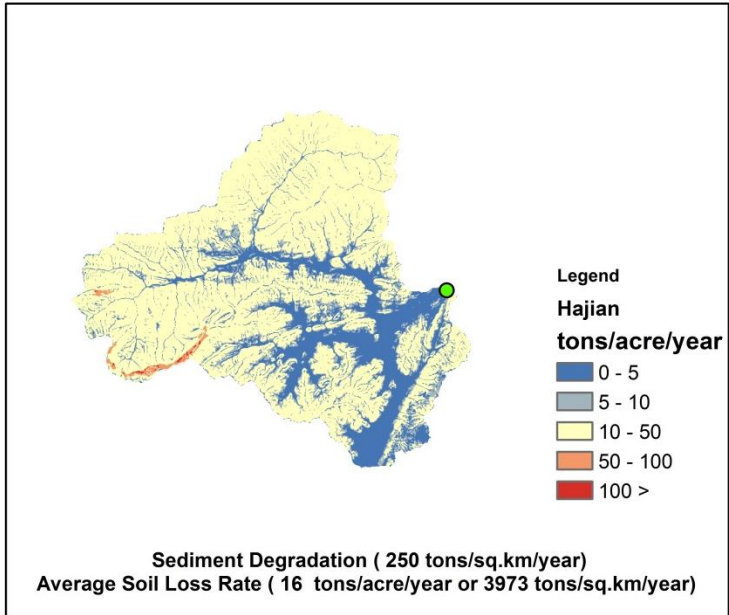 Legend
Hajian
tons/acre/year
0 - 5
5 - 10
10 - 50
50 - 100
100 >
Sediment Degradation ( 250 tons/sq.km/year)
Average Soil Loss Rate ( 16 tons/acre/year or 3973 tons/sq.km/year)